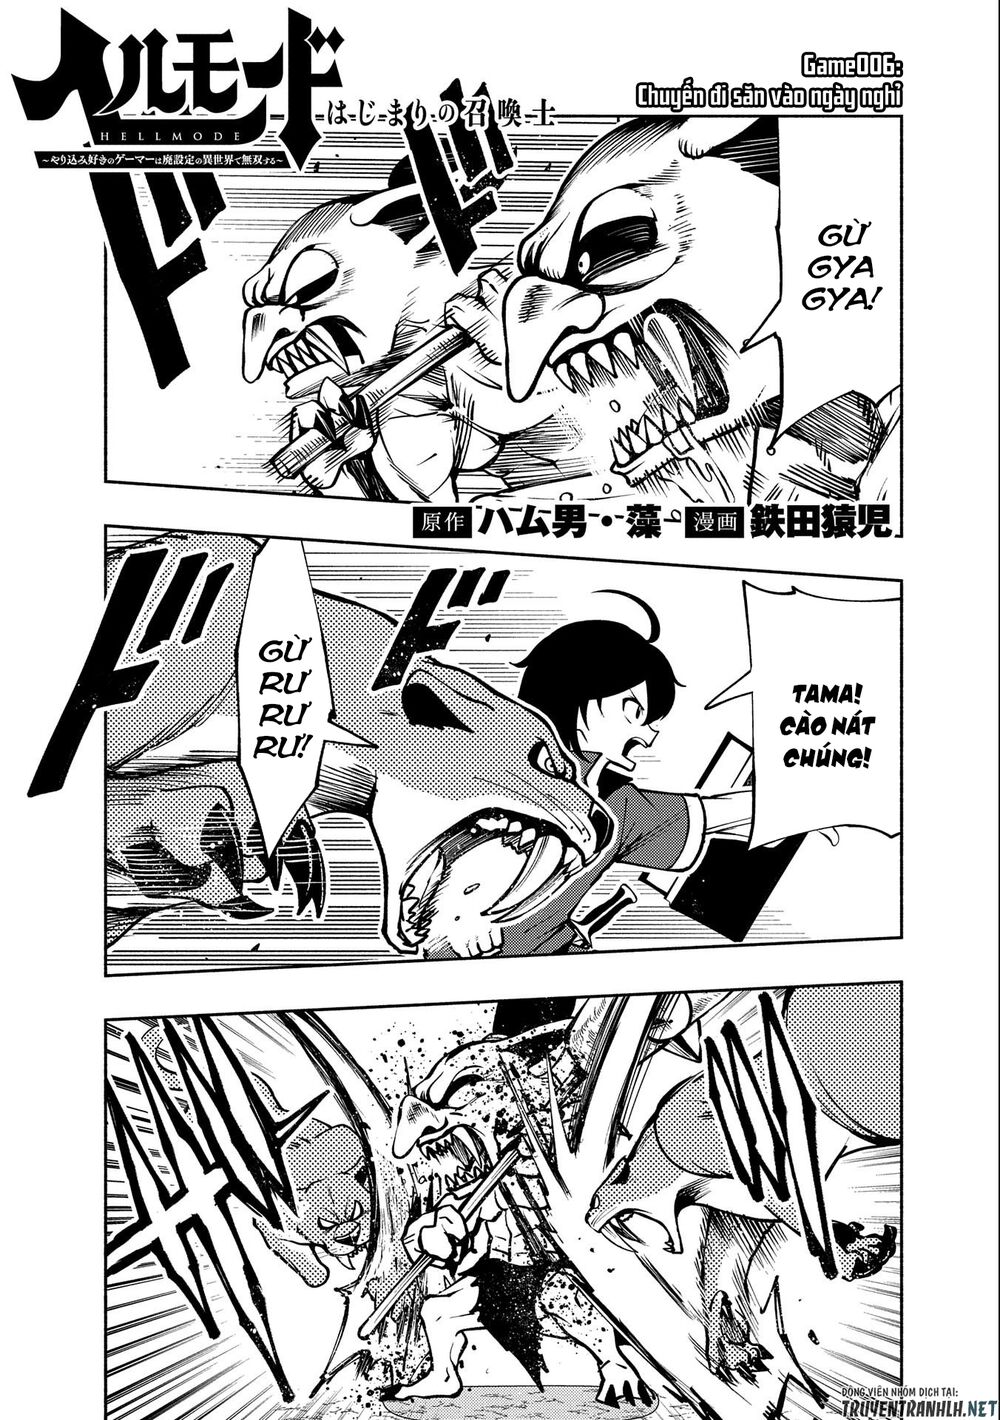 ヘルモード
HELLMODE
はじまりの召喚士
~やり込み好きのゲーマーは廃設定の異世界で無双する~
Game006:
Chuyến đi săn vào ngày nghỉ
ド
ド
GỪ
GYA
GYA!
原作 ハム男・藻 漫画 鉄田猿児
ド
ド
TAMA!
CÀO NÁT
CHÚNG!
GỪ
RƯ
RƯ
RƯ!
ĐỘNG VIÊN NHÓM DỊCH TẠI:
TRUYENTRANHLH.NET